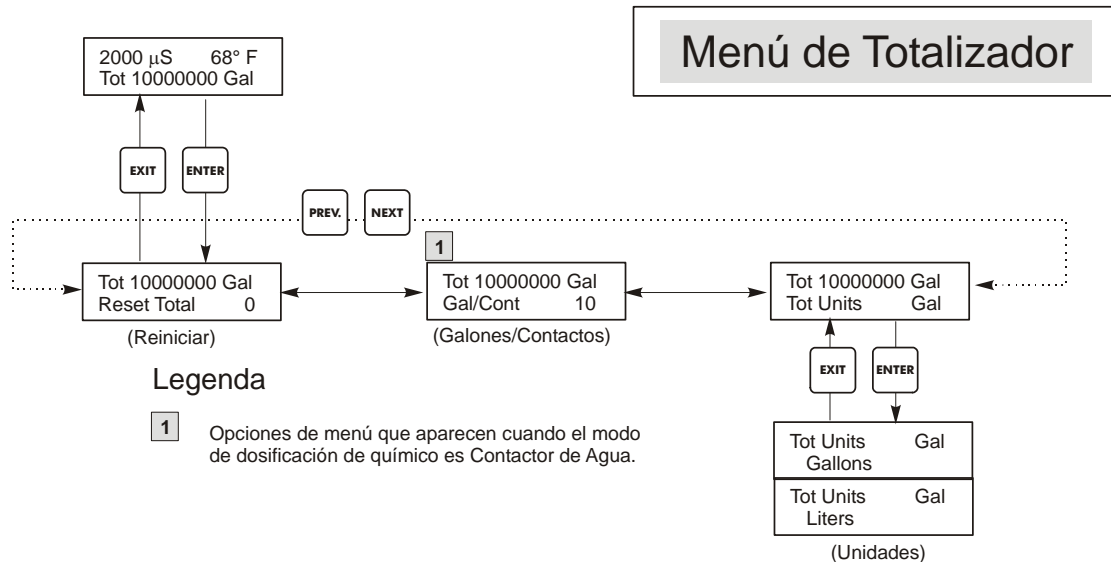 Menú de Totalizador
2000 μS 68° F
Tot 10000000 Gal
EXIT
ENTER
PREV.
NEXT
1
Tot 10000000 Gal
Reset Total 0
(Reiniciar)
Tot 10000000 Gal
Gal/Cont 10
(Galones/Contactos)
Tot 10000000 Gal
Tot Units Gal
EXIT
ENTER
Tot Units Gal
Gallons
Tot Units Gal
Liters
(Unidades)
Legenda
1 Opciones de menú que aparecen cuando el modo
de dosificación de químico es Contactor de Agua.